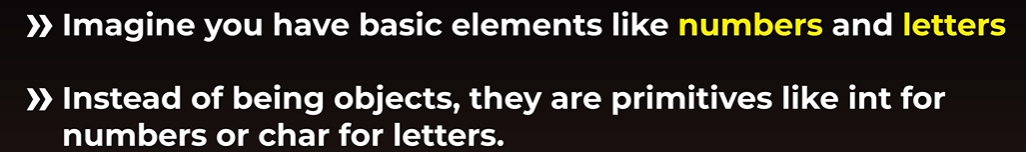 » Imagine you have basic elements like numbers and letters
» Instead of being objects, they are primitives like int for
numbers or char for letters.